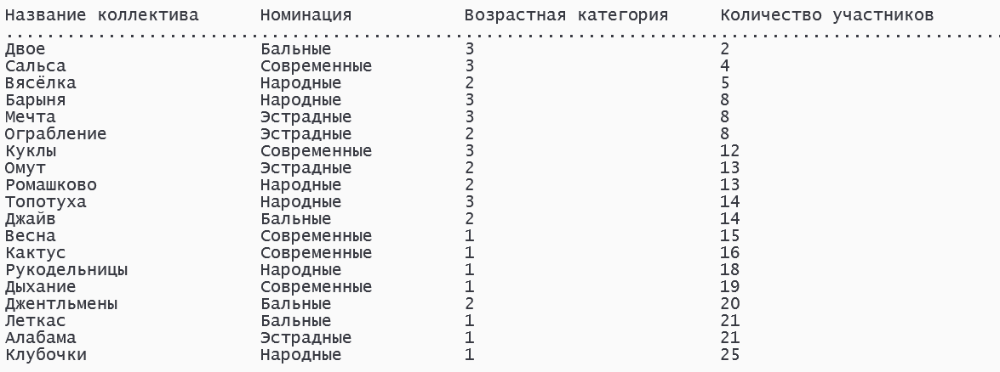 Название коллектива Номинация Возрастная категория Количество участников
..................................................................................................
Двое Бальные 3 2
Сальса Современные 3 4
Вясёлка Народные 2 5
Барыня Народные 3 8
Мечта Эстрадные 3 8
Ограбление Эстрадные 2 8
Куклы Современные 3 12
Омут Эстрадные 2 13
Ромашково Народные 2 13
Топотуха Народные 3 14
Джайв Бальные 2 14
Весна Современные 1 15
Кактус Современные 1 16
Рукодельницы Народные 1 18
Дыхание Современные 1 19
Джентльмены Бальные 2 20
Леткас Бальные 1 21
Алабама Эстрадные 1 21
Клубочки Народные 1 25